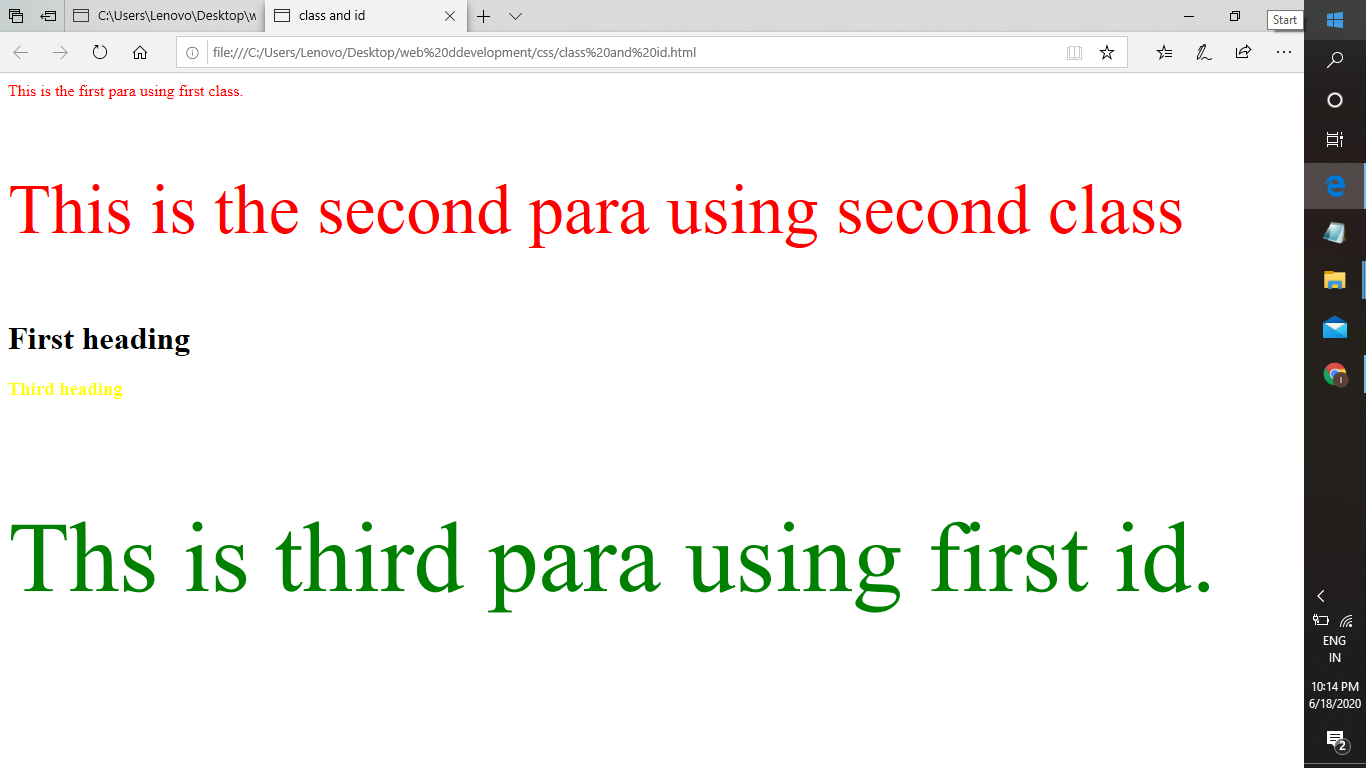 C:\Users\Lenovo\Desktop\w
class and id
Start
file:///C:/Users/Lenovo/Desktop/web%20ddevelopment/css/class%20and%20id.html
This is the first para using first class.
This is the second para using second class
First heading
Third heading
Ths is third para using first id.
I
ENG
IN
10:14 PM
6/18/2020
2